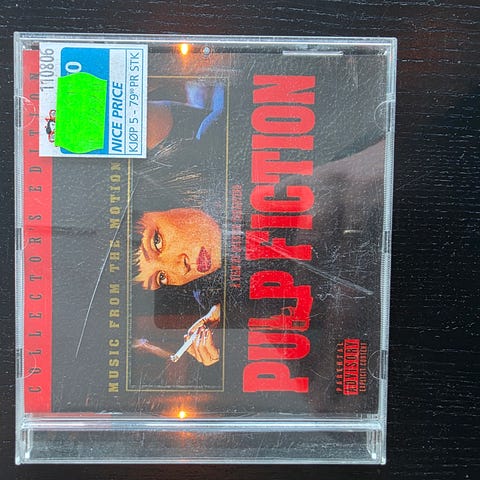 COLLECTOR'S EDITION
MUSIC FROM THE MOTION
PULP FICTION
PARENTAL
ADVISORY
EXPLICIT CONTENT
110806
NICE PRICE
KJØP 5 - 79⁰⁰ PR STK